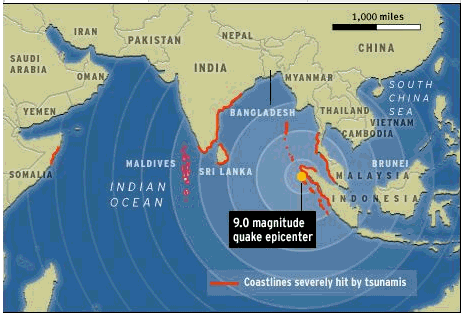 1,000 miles
IRAN
PAKISTAN
NEPAL
CHINA
SAUDI
ARABIA
OMAN
INDIA
MYANMAR
SOUTH
CHINA
SEA
YEMEN
BANGLADESH
THAILAND
VIETNAM
CAMBODIA
SOMALIA
MALDIVES
SRI LANKA
BRUNEI
MALAYSIA
INDIAN
OCEAN
INDONESIA
9.0 magnitude
quake epicenter
Coastlines severely hit by tsunamis